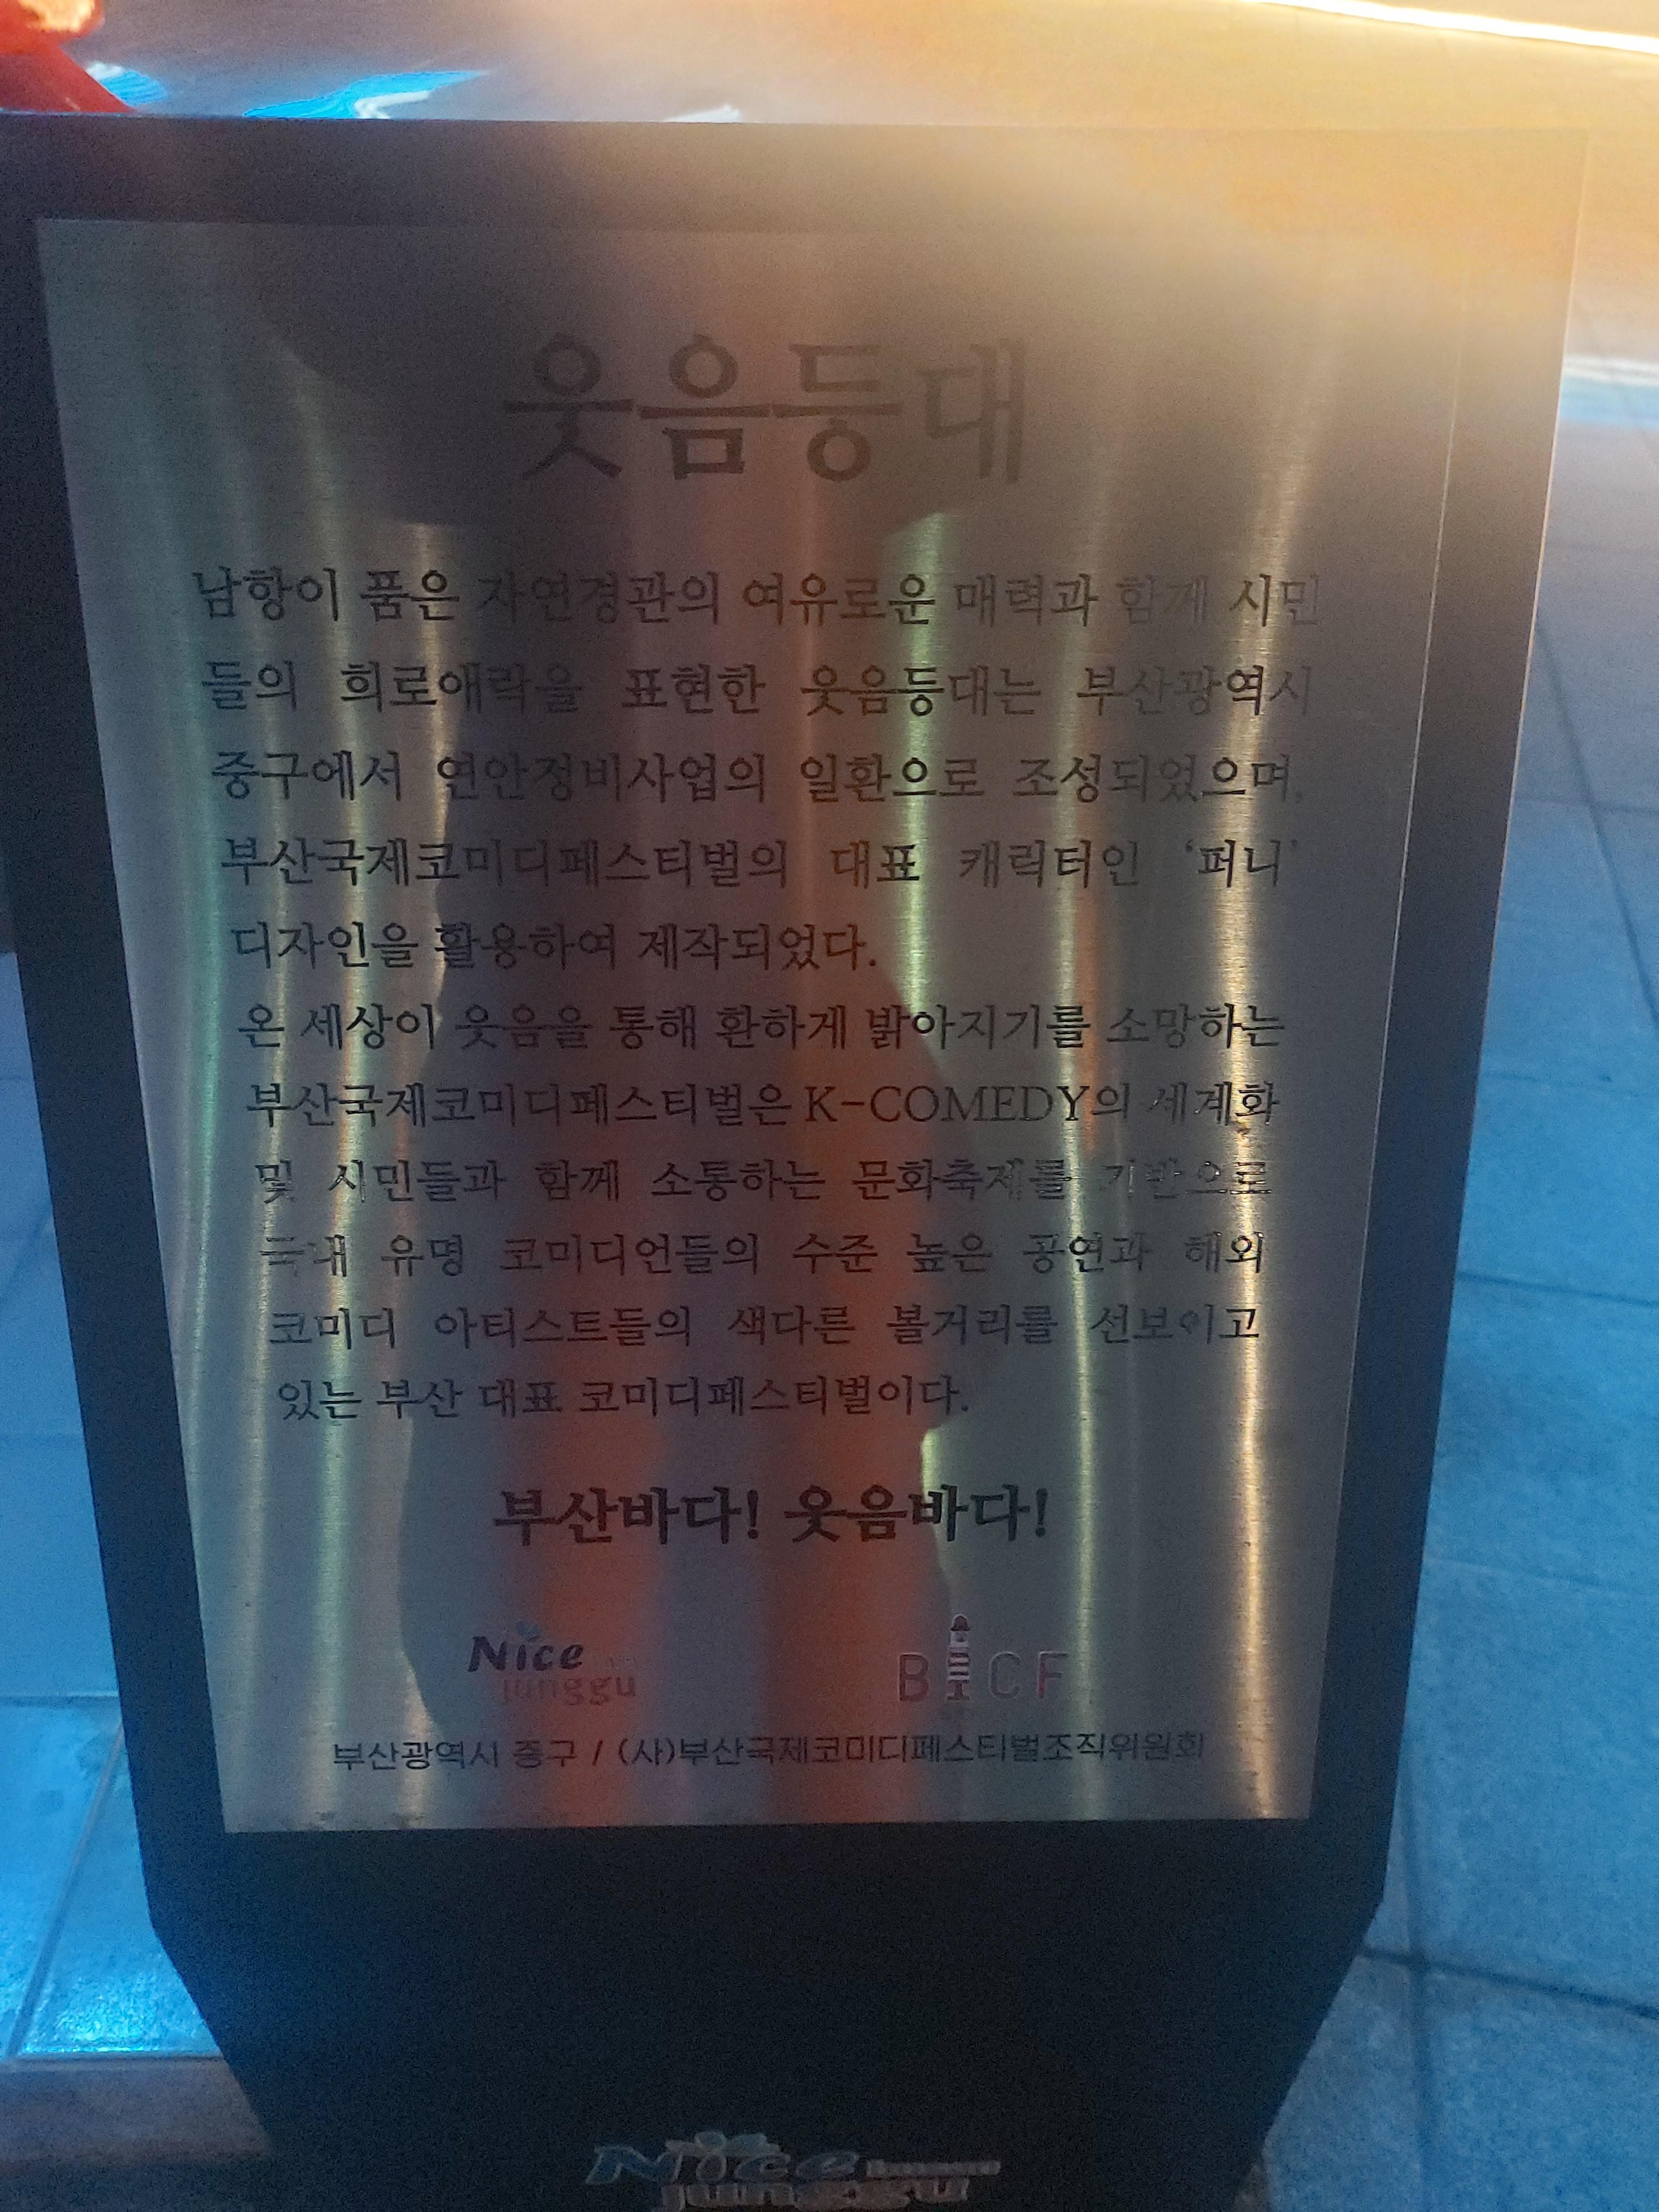 웃음등대
남항이 품은 자연경관의 여유로운 매력과 함께 시민
들의 희로애락을 표현한 웃음등대는 부산광역시
중구에서 연안정비사업의 일환으로 조성되었으며,
부산국제코미디페스티벌의 대표 캐릭터인 '퍼니'
디자인을 활용하여 제작되었다.
온 세상이 웃음을 통해 환하게 밝아지기를 소망하는
부산국제코미디페스티벌은 K-COMEDY의 세계화
및 시민들과 함께 소통하는 문화축제를 기반으로
국내 유명 코미디언들의 수준 높은 공연과 해외
코미디 아티스트들의 색다른 볼거리를 선보이고
있는 부산 대표 코미디페스티벌이다.
부산바다! 웃음바다!
Nice
junggu
BICF
부산광역시 중구 / (사)부산국제코미디페스티벌조직위원회
Nice
junggu